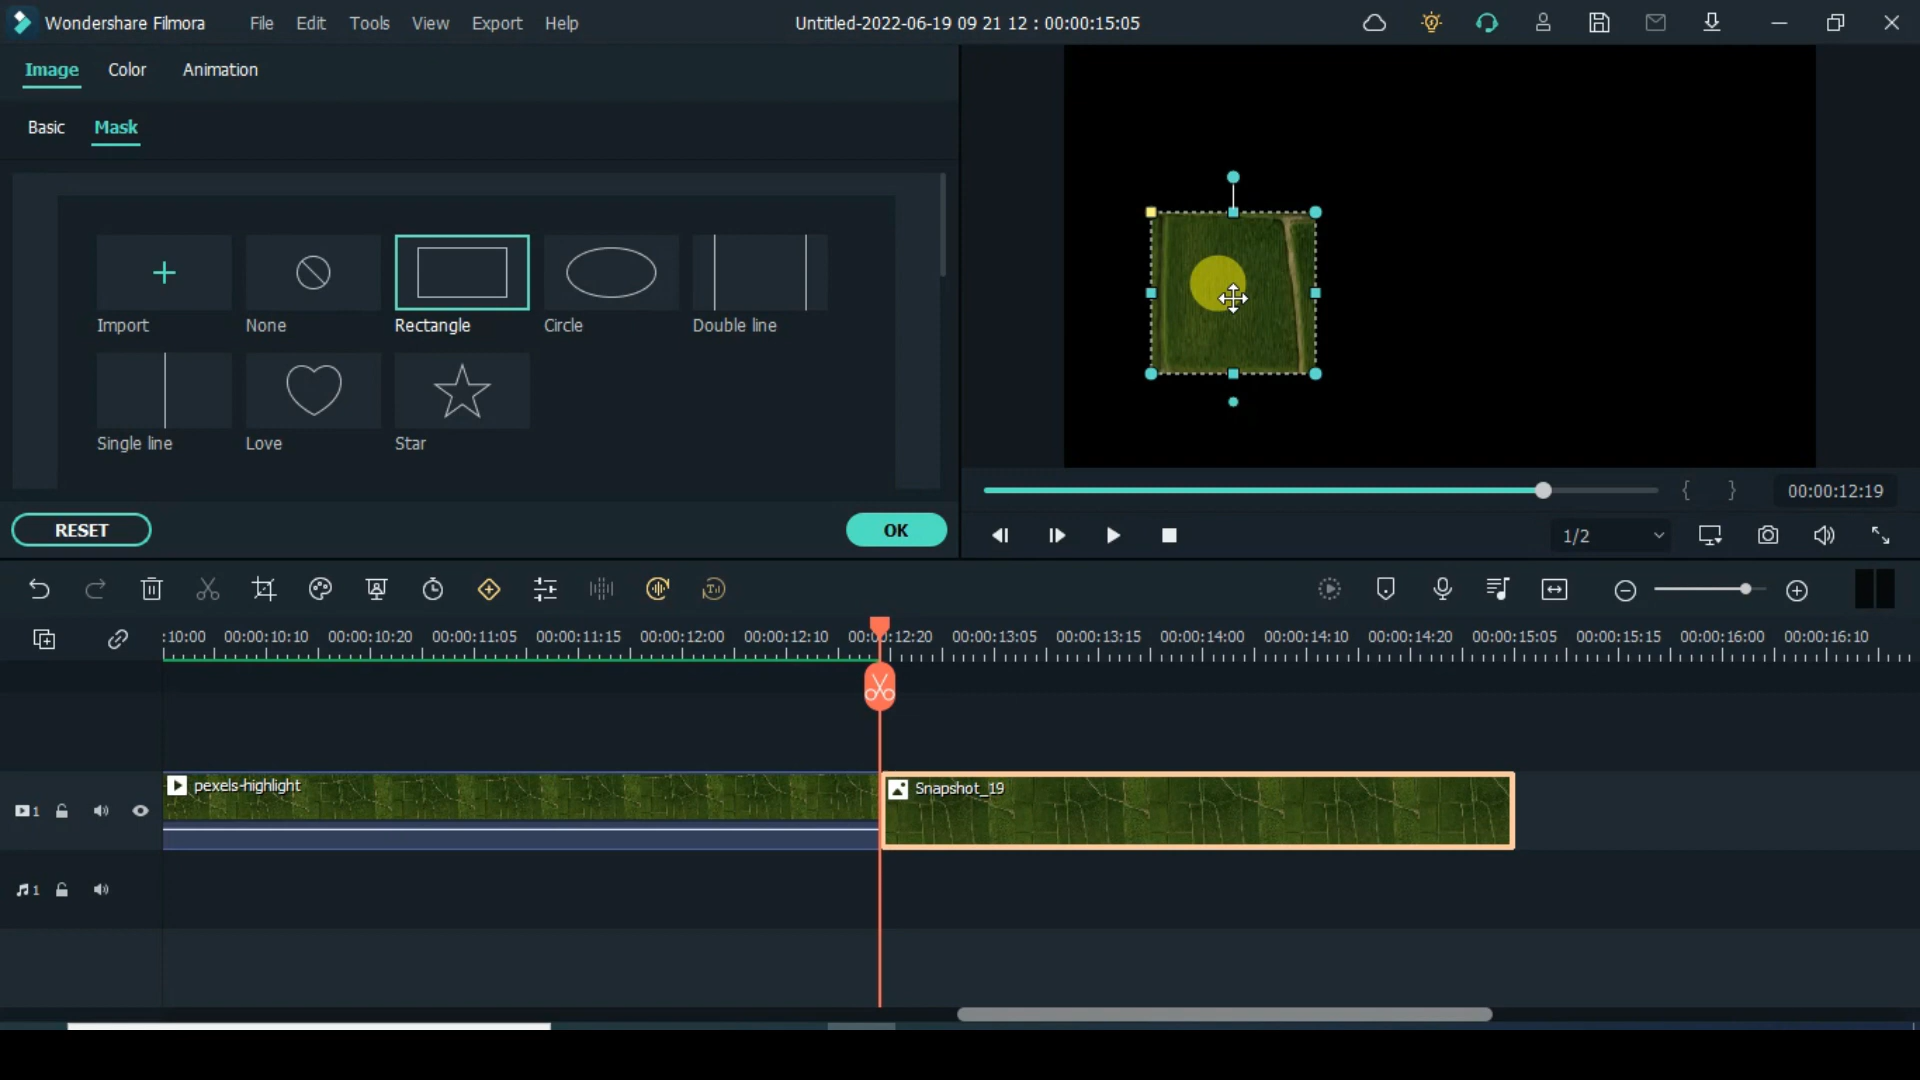 Wondershare Filmora File Edit Tools View Export Help Untitled-2022-06-19 09 21 12 : 00:00:15:05
Image Color Animation
Basic Mask
Import None Rectangle Circle Double line
Single line Love Star
RESET OK
{ } 00:00:12:19
1/2
:10:00 00:00:10:10 00:00:10:20 00:00:11:05 00:00:11:15 00:00:12:00 00:00:12:10 00:00:12:20 00:00:13:05 00:00:13:15 00:00:14:00 00:00:14:10 00:00:14:20 00:00:15:05 00:00:15:15 00:00:16:00 00:00:16:10
pexels-highlight Snapshot_19
1
1